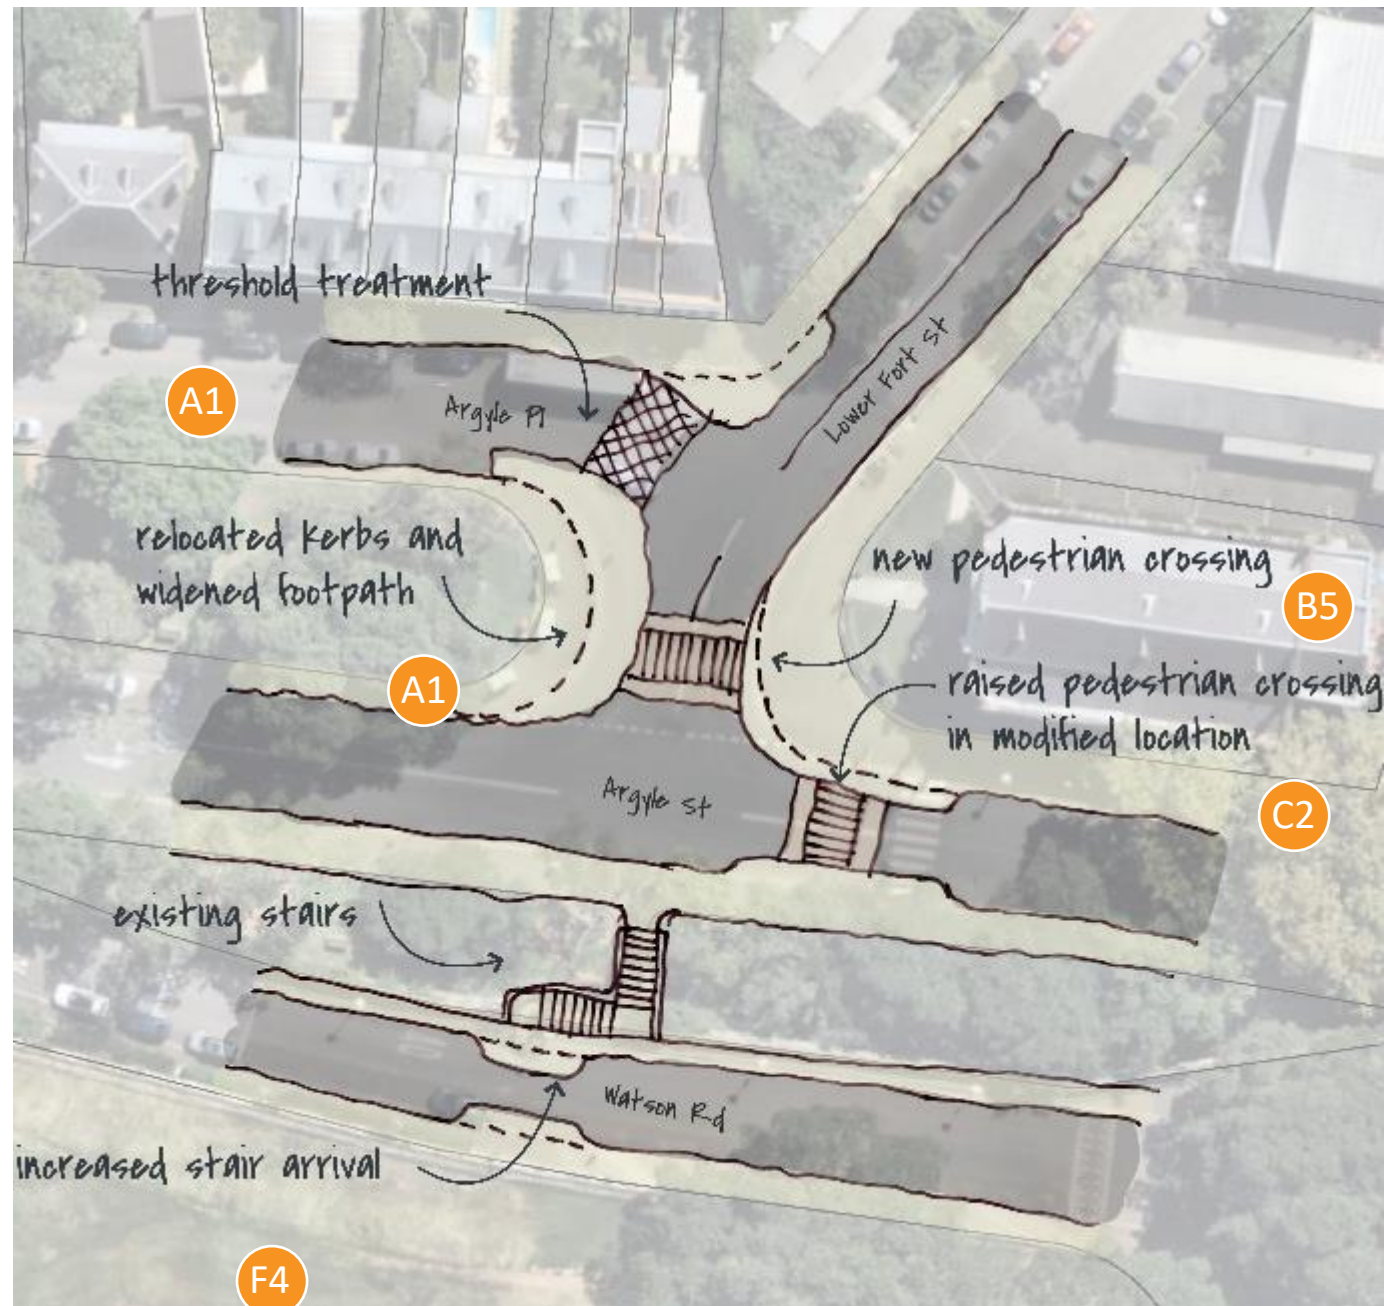 threshold treatment
A1
Argyle Pl
Lower Fort St
relocated kerbs and
widened footpath
new pedestrian crossing
B5
A1
raised pedestrian crossing
in modified location
Argyle St
C2
existing stairs
Watson Rd
increased stair arrival
F4